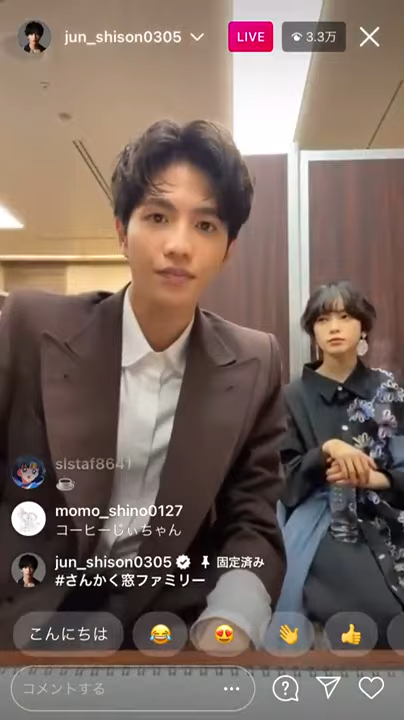 jun_shison0305
LIVE
3.3万
sistaf8641
momo_shino0127
コーヒーじぃちゃん
jun_shison0305 固定済み
#さんかく窓ファミリー
こんにちは
コメントする